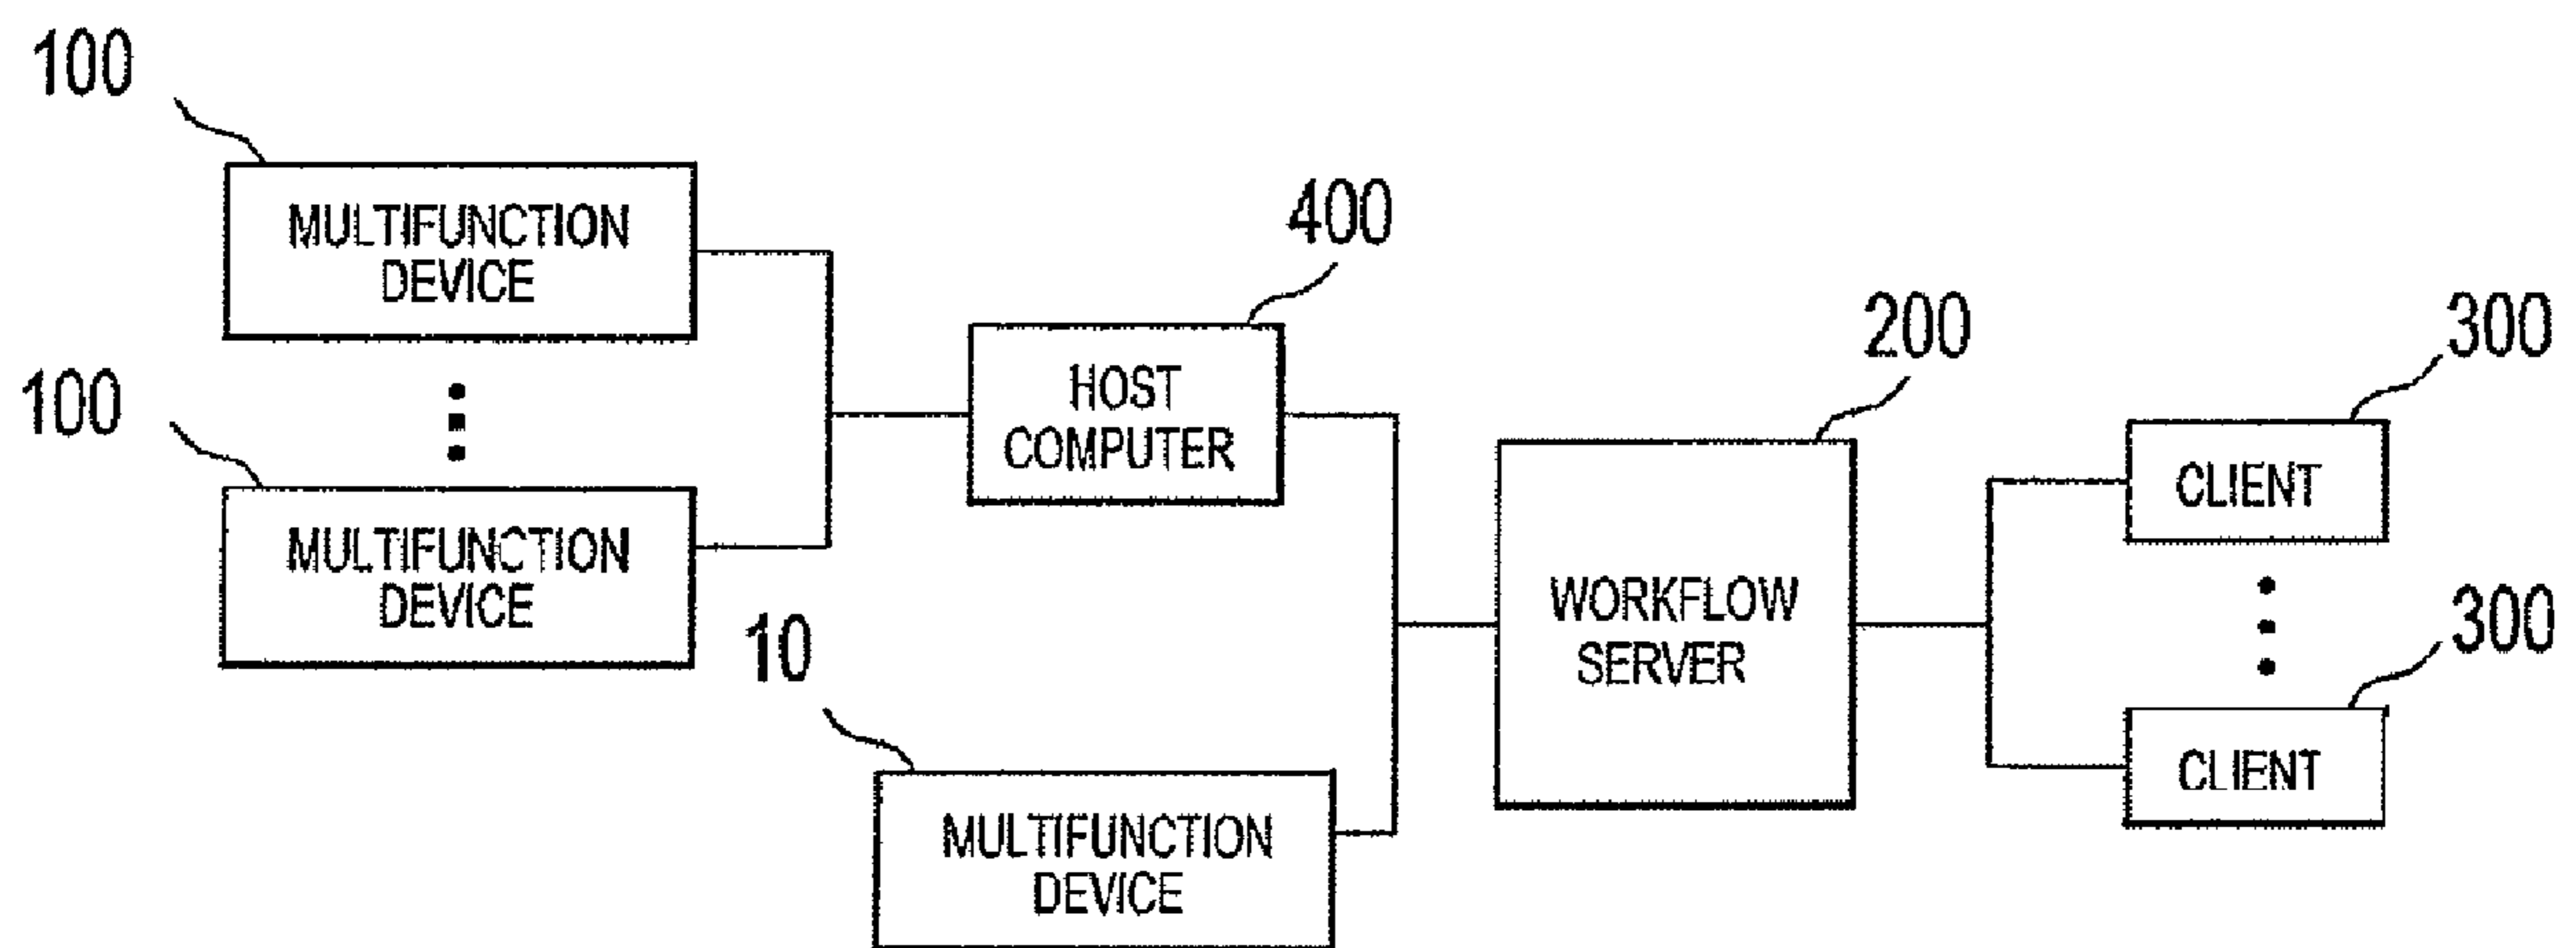 100
MULTIFUNCTION
DEVICE
400
HOST
COMPUTER
200
300
100
MULTIFUNCTION
DEVICE
CLIENT
10
WORKFLOW
SERVER
300
CLIENT
MULTIFUNCTION
DEVICE